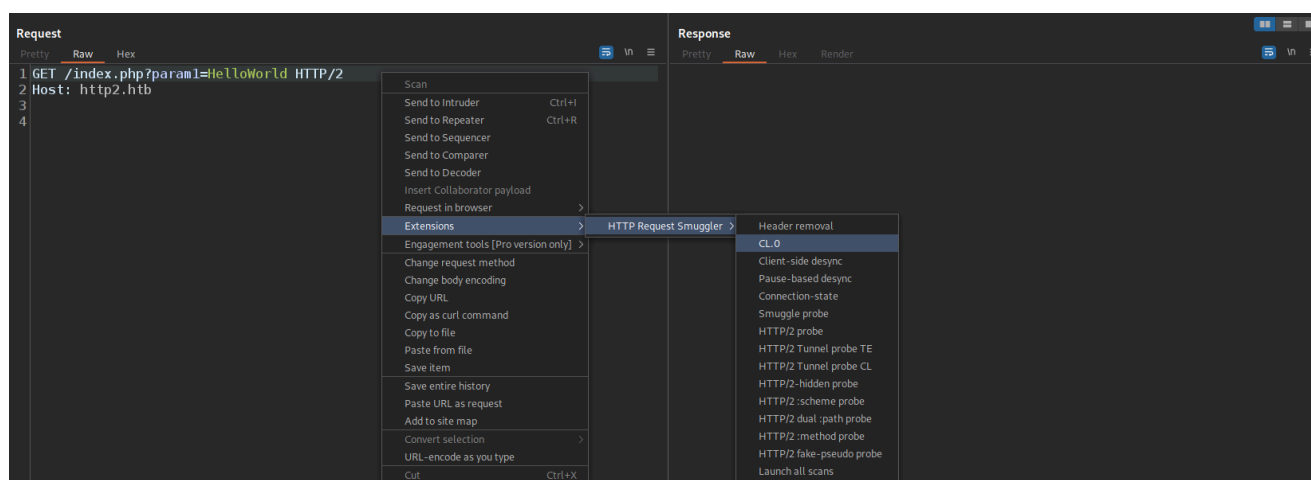 Request
Pretty Raw Hex
\n
1 GET /index.php?param1=HelloWorld HTTP/2
2 Host: http2.htb
3
4
Response
Pretty Raw Hex Render
\n
Scan
Send to Intruder Ctrl+I
Send to Repeater Ctrl+R
Send to Sequencer
Send to Comparer
Send to Decoder
Insert Collaborator payload
Request in browser >
Extensions >
Engagement tools [Pro version only] >
Change request method
Change body encoding
Copy URL
Copy as curl command
Copy to file
Paste from file
Save item
Save entire history
Paste URL as request
Add to site map
Convert selection >
URL-encode as you type
Cut Ctrl+X
HTTP Request Smuggler >
Header removal
CL.0
Client-side desync
Pause-based desync
Connection-state
Smuggle probe
HTTP/2 probe
HTTP/2 Tunnel probe TE
HTTP/2 Tunnel probe CL
HTTP/2-hidden probe
HTTP/2 :scheme probe
HTTP/2 dual :path probe
HTTP/2 :method probe
HTTP/2 fake-pseudo probe
Launch all scans